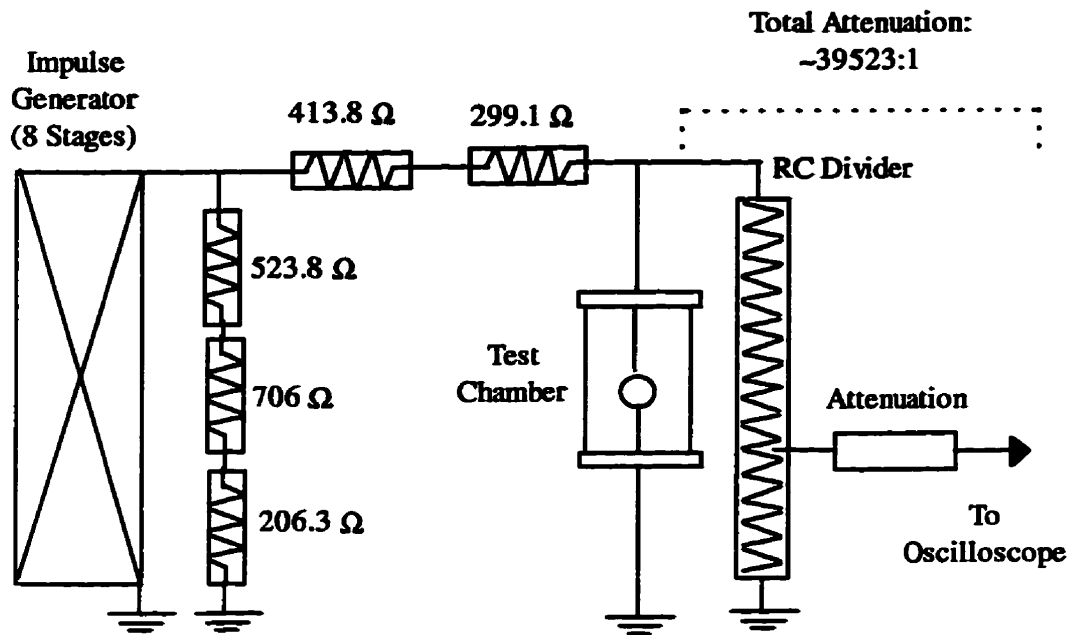 Total Attenuation:
~39523:1
Impulse
Generator
(8 Stages)
413.8 Ω
299.1 Ω
RC Divider
523.8 Ω
706 Ω
206.3 Ω
Test
Chamber
Attenuation
To
Oscilloscope